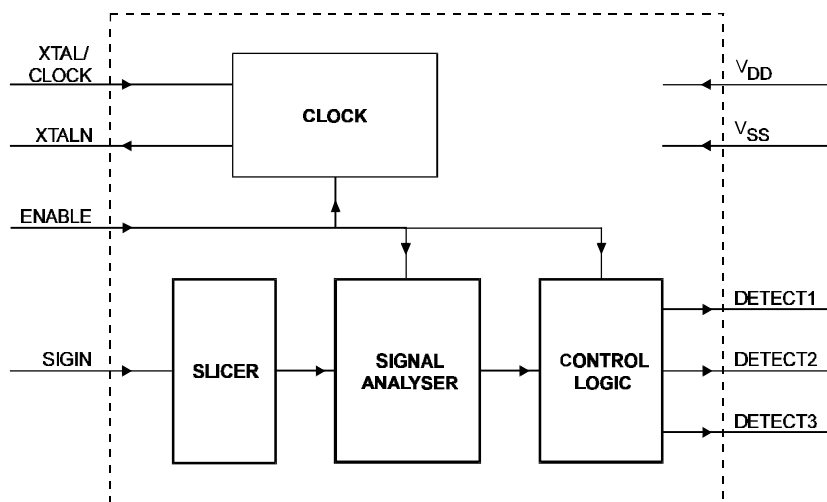 XTAL/
CLOCK
XTALN
ENABLE
SIGIN
CLOCK
VDD
VSS
SLICER
SIGNAL
ANALYSER
CONTROL
LOGIC
DETECT1
DETECT2
DETECT3